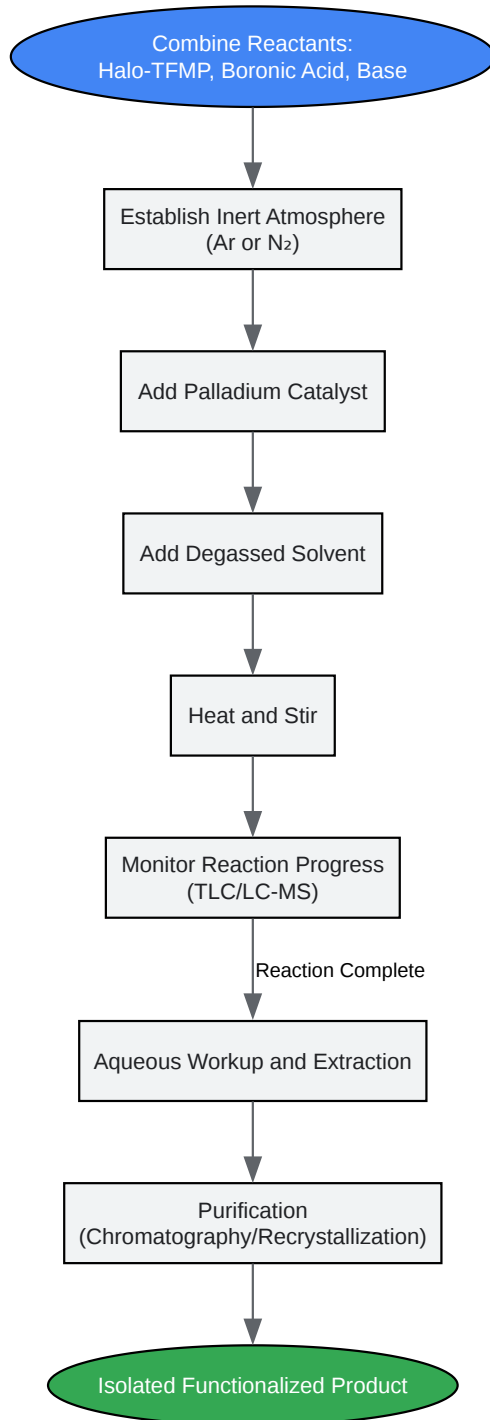 Combine Reactants:
Halo-TFMP, Boronic Acid, Base
Establish Inert Atmosphere
(Ar or N₂)
Add Palladium Catalyst
Add Degassed Solvent
Heat and Stir
Monitor Reaction Progress
(TLC/LC-MS)
Reaction Complete
Aqueous Workup and Extraction
Purification
(Chromatography/Recrystallization)
Isolated Functionalized Product